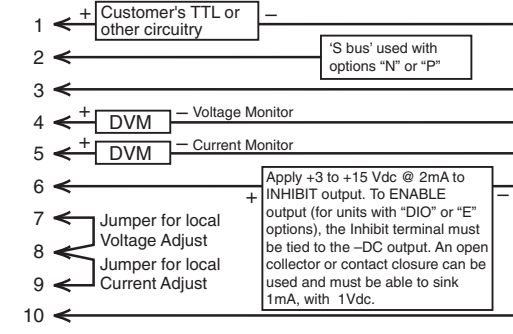 1 + Customer's TTL or –
other circuitry
2 'S bus' used with
options “N” or “P”
3
4 + DVM – Voltage Monitor
5 + DVM – Current Monitor
6 + Apply +3 to +15 Vdc @ 2mA to –
INHIBIT output. To ENABLE
output (for units with “DIO” or “E”
options), the Inhibit terminal must
be tied to the –DC output. An open
collector or contact closure can be
used and must be able to sink
1mA, with 1Vdc.
7 Jumper for local
Voltage Adjust
8 Jumper for local
9 Current Adjust
10